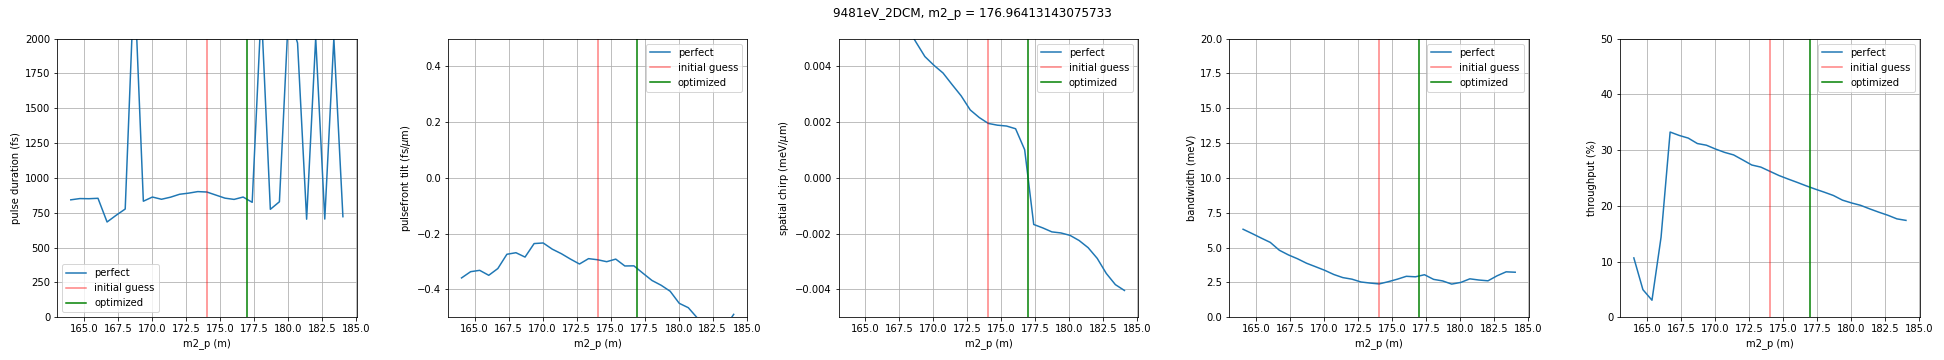 9481eV_2DCM, m2_p = 176.96413143075733
pulse duration (fs)
2000
1750
1500
1250
1000
750
500
250
0
perfect
initial guess
optimized
165.0 167.5 170.0 172.5 175.0 177.5 180.0 182.5 185.0
m2_p (m)
pulsefront tilt (fs/μm)
0.4
0.2
0.0
−0.2
−0.4
perfect
initial guess
optimized
165.0 167.5 170.0 172.5 175.0 177.5 180.0 182.5 185.0
m2_p (m)
spatial chirp (meV/μm)
0.004
0.002
0.000
−0.002
−0.004
perfect
initial guess
optimized
165.0 167.5 170.0 172.5 175.0 177.5 180.0 182.5 185.0
m2_p (m)
bandwidth (meV)
20.0
17.5
15.0
12.5
10.0
7.5
5.0
2.5
0.0
perfect
initial guess
optimized
165.0 167.5 170.0 172.5 175.0 177.5 180.0 182.5 185.0
m2_p (m)
throughput (%)
50
40
30
20
10
0
perfect
initial guess
optimized
165.0 167.5 170.0 172.5 175.0 177.5 180.0 182.5 185.0
m2_p (m)